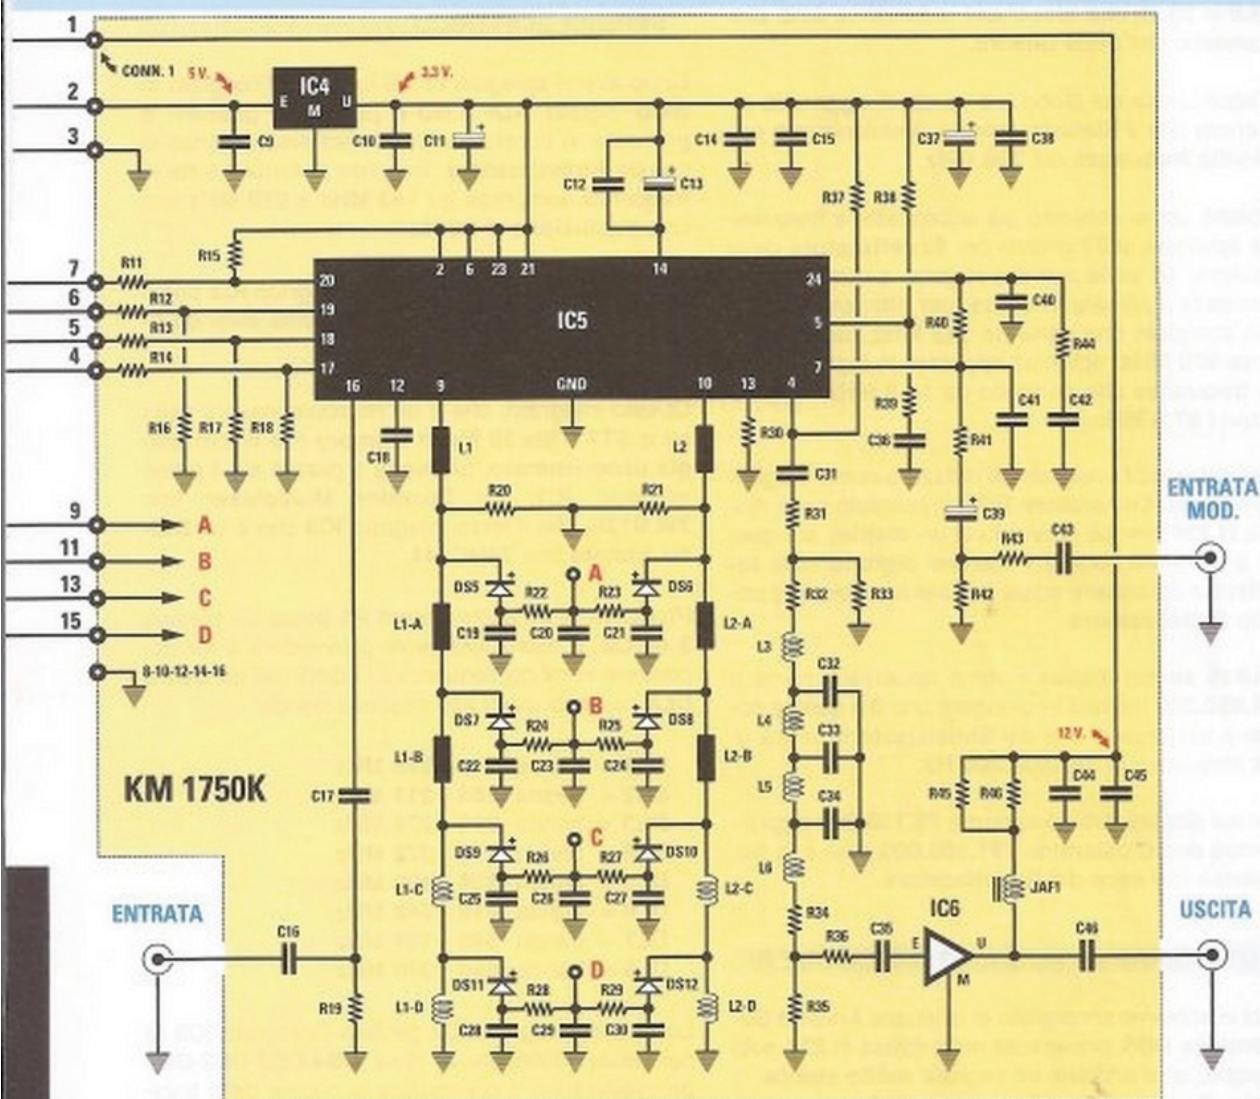 1
CONN. 1
5 V.
IC4
3,3 V.
2
E
M
U
C9
C10
C11
C14
C15
C37
C38
3
C12
C13
R37
R38
R15
7
R11
2
6
23
21
14
20
24
6
R12
19
C40
5
R13
18
IC5
5
R40
R44
4
R14
17
7
16
12
9
GND
10
13
4
R39
C41
C42
R16
R17
R18
C18
L1
L2
R30
C36
R41
C31
R20
R21
ENTRATA
MOD.
9
A
R31
C39
R43
C43
11
B
DS5
A
DS6
13
C
R22
R23
R32
R33
R42
15
D
L1-A
C19
C20
C21
L2-A
L3
8-10-12-14-16
C32
DS7
B
DS8
L4
R24
R25
C33
12 V.
L1-B
C22
C23
C24
L2-B
L5
KM 1750K
C17
C34
R45
R46
C44
C45
DS9
C
DS10
R26
R27
L6
L1-C
C25
C26
C27
L2-C
JAF1
ENTRATA
IC6
USCITA
R34
C16
R36
C35
E
U
C46
M
DS11
D
DS12
R19
L1-D
R28
R29
L2-D
R35
C28
C29
C30